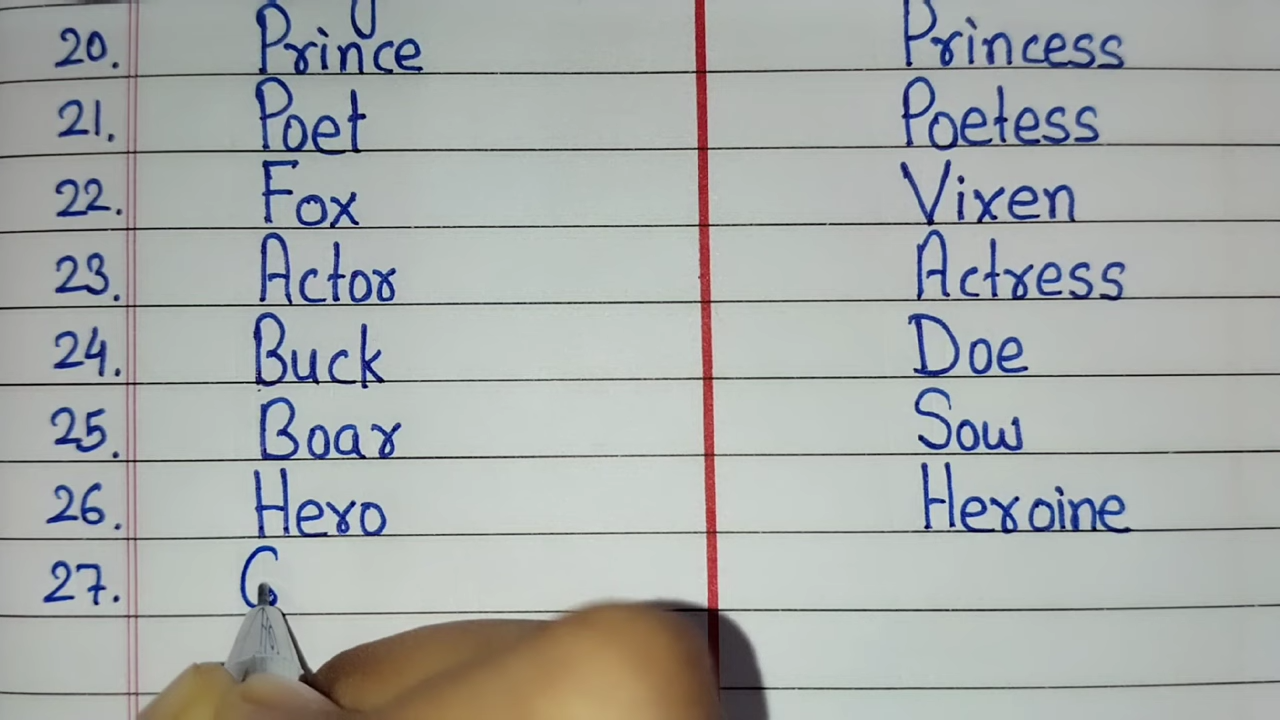 20. Prince Princess
21. Poet Poetess
22. Fox Vixen
23. Actor Actress
24. Buck Doe
25. Boar Sow
26. Hero Heroine
27.